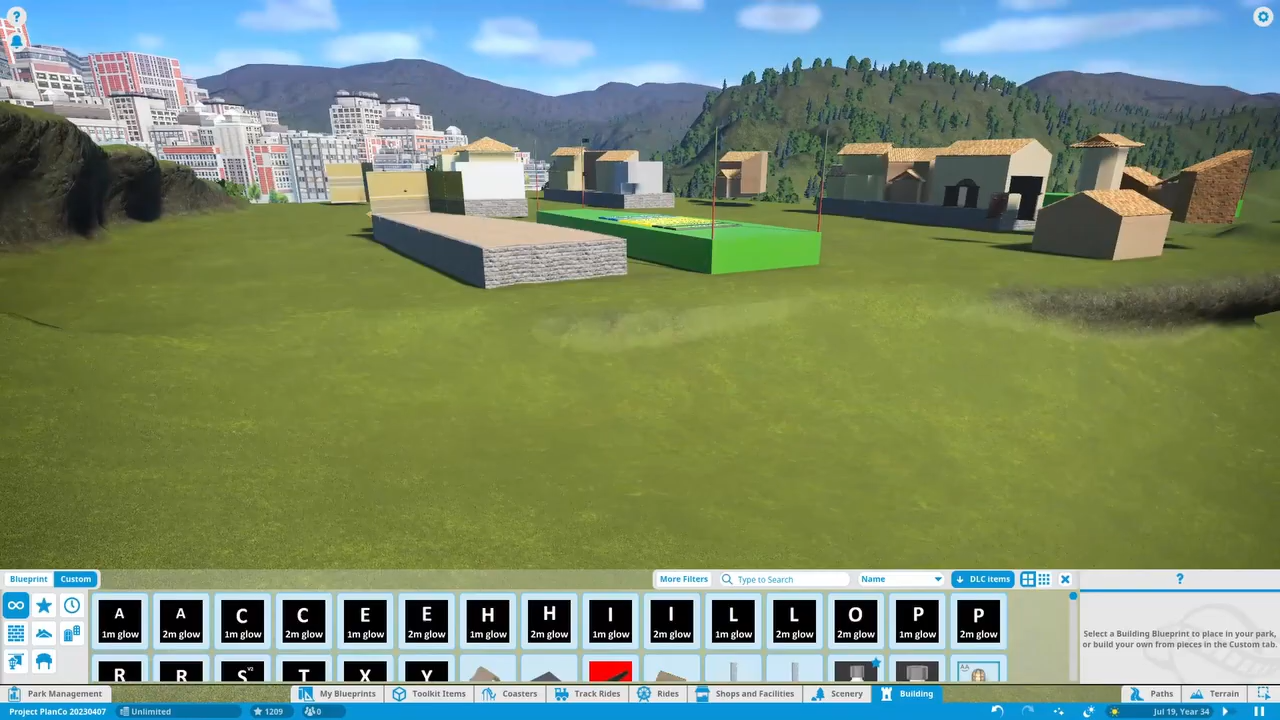 ?
Blueprint
Custom
More Filters
Type to Search
Name
DLC items
?
A
1m glow
A
2m glow
C
1m glow
C
2m glow
E
1m glow
E
2m glow
H
1m glow
H
2m glow
I
1m glow
I
2m glow
L
1m glow
L
2m glow
O
2m glow
P
1m glow
P
2m glow
R
R
S V2
T
X
Y
AA
Select a Building Blueprint to place in your park,
or build your own from pieces in the Custom tab.
Park Management
My Blueprints
Toolkit Items
Coasters
Track Rides
Rides
Shops and Facilities
Scenery
Building
Paths
Terrain
Project PlanCo 20230407
Unlimited
1209
0
Jul 19, Year 34